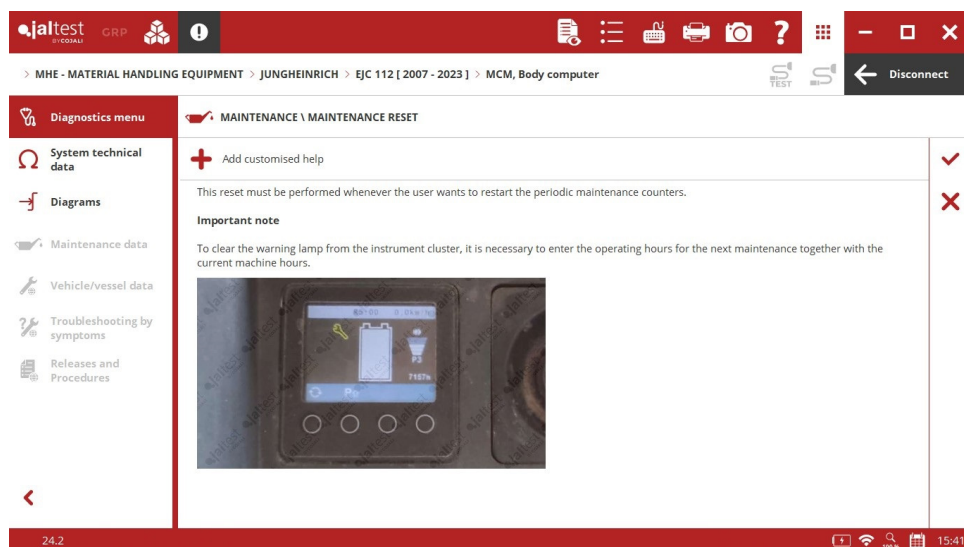 jaltest GRP
BY COJALI
> MHE - MATERIAL HANDLING EQUIPMENT > JUNGHEINRICH > EJC 112 [ 2007 - 2023 ] > MCM, Body computer
TEST
Disconnect
Diagnostics menu
MAINTENANCE \ MAINTENANCE RESET
System technical
data
Add customised help
Diagrams
This reset must be performed whenever the user wants to restart the periodic maintenance counters.
Important note
Maintenance data
To clear the warning lamp from the instrument cluster, it is necessary to enter the operating hours for the next maintenance together with the
current machine hours.
Vehicle/vessel data
Troubleshooting by
symptoms
Releases and
Procedures
P3
7157h
24.2
100 %
15:41